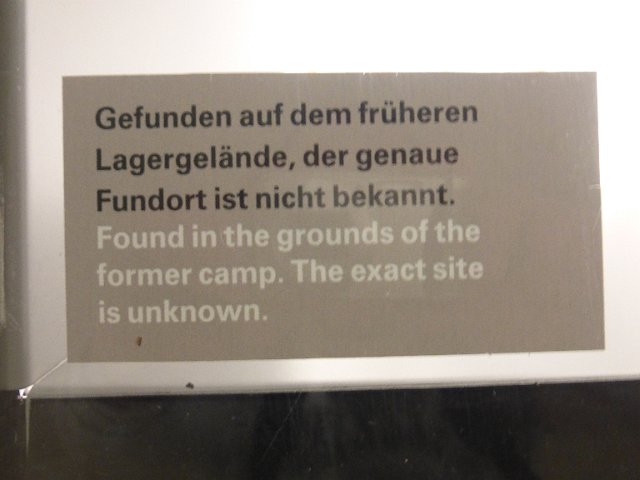 Gefunden auf dem früheren
Lagergelände, der genaue
Fundort ist nicht bekannt.
Found in the grounds of the
former camp. The exact site
is unknown.